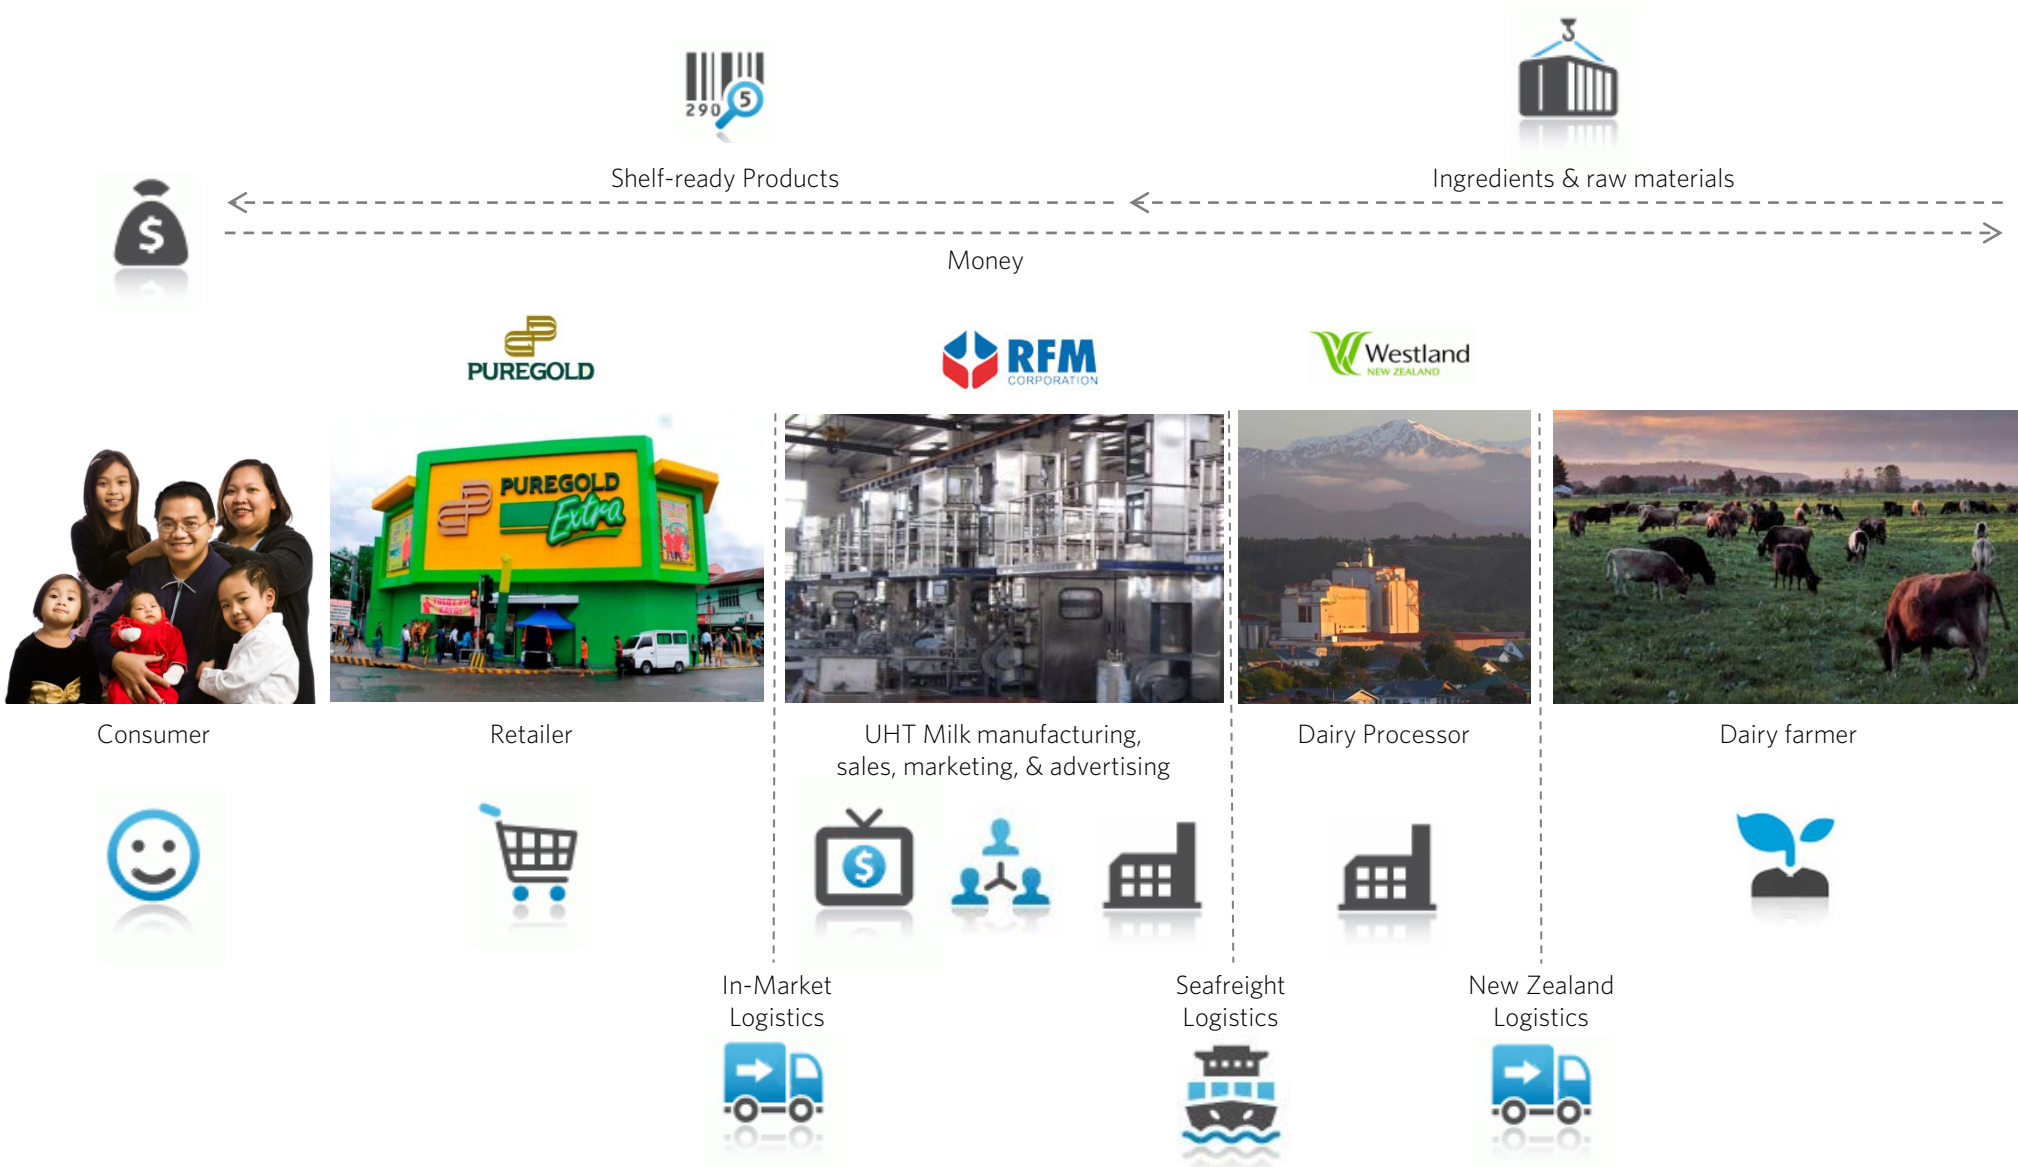 290
5
Shelf-ready Products
Ingredients & raw materials
$
Money
PUREGOLD
RFM
CORPORATION
Westland
NEW ZEALAND
PUREGOLD
Extra
Consumer
Retailer
UHT Milk manufacturing,
sales, marketing, & advertising
Dairy Processor
Dairy farmer
$
In-Market
Logistics
Seafreight
Logistics
New Zealand
Logistics